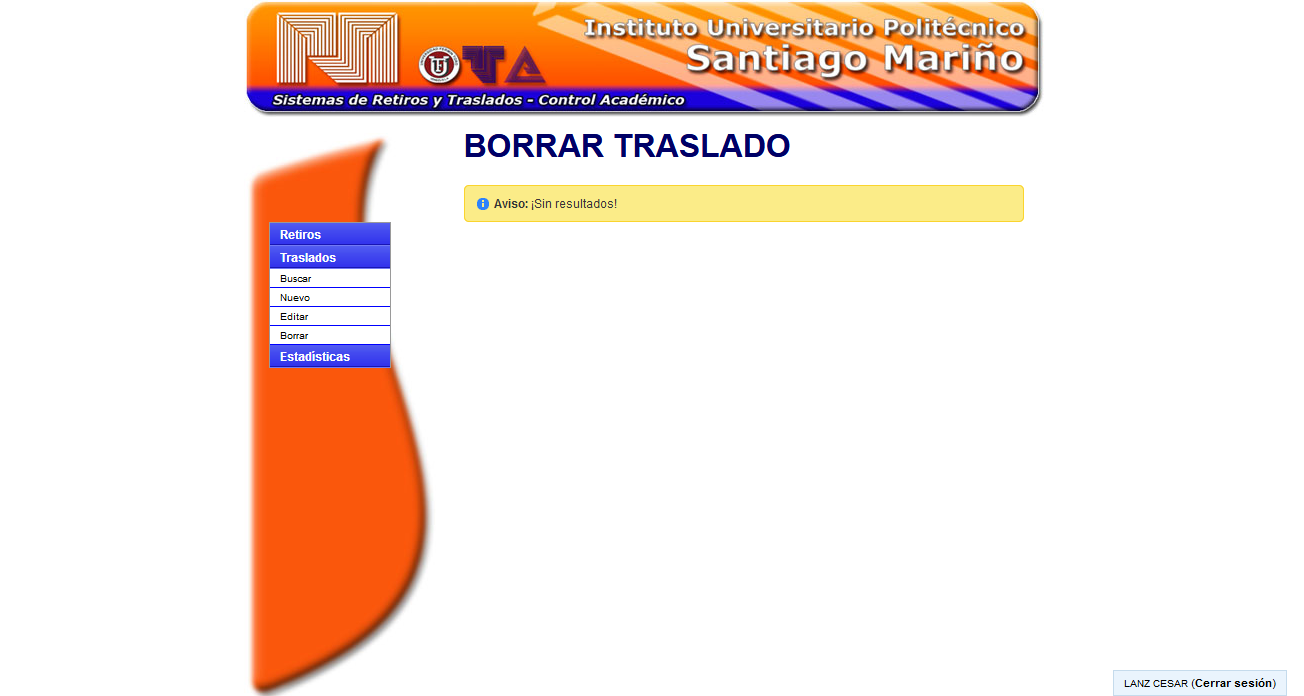 Instituto Universitario Politécnico
Santiago Mariño
Sistemas de Retiros y Traslados - Control Académico
BORRAR TRASLADO
Aviso: ¡Sin resultados!
Retiros
Traslados
Buscar
Nuevo
Editar
Borrar
Estadísticas
LANZ CESAR (Cerrar sesión)